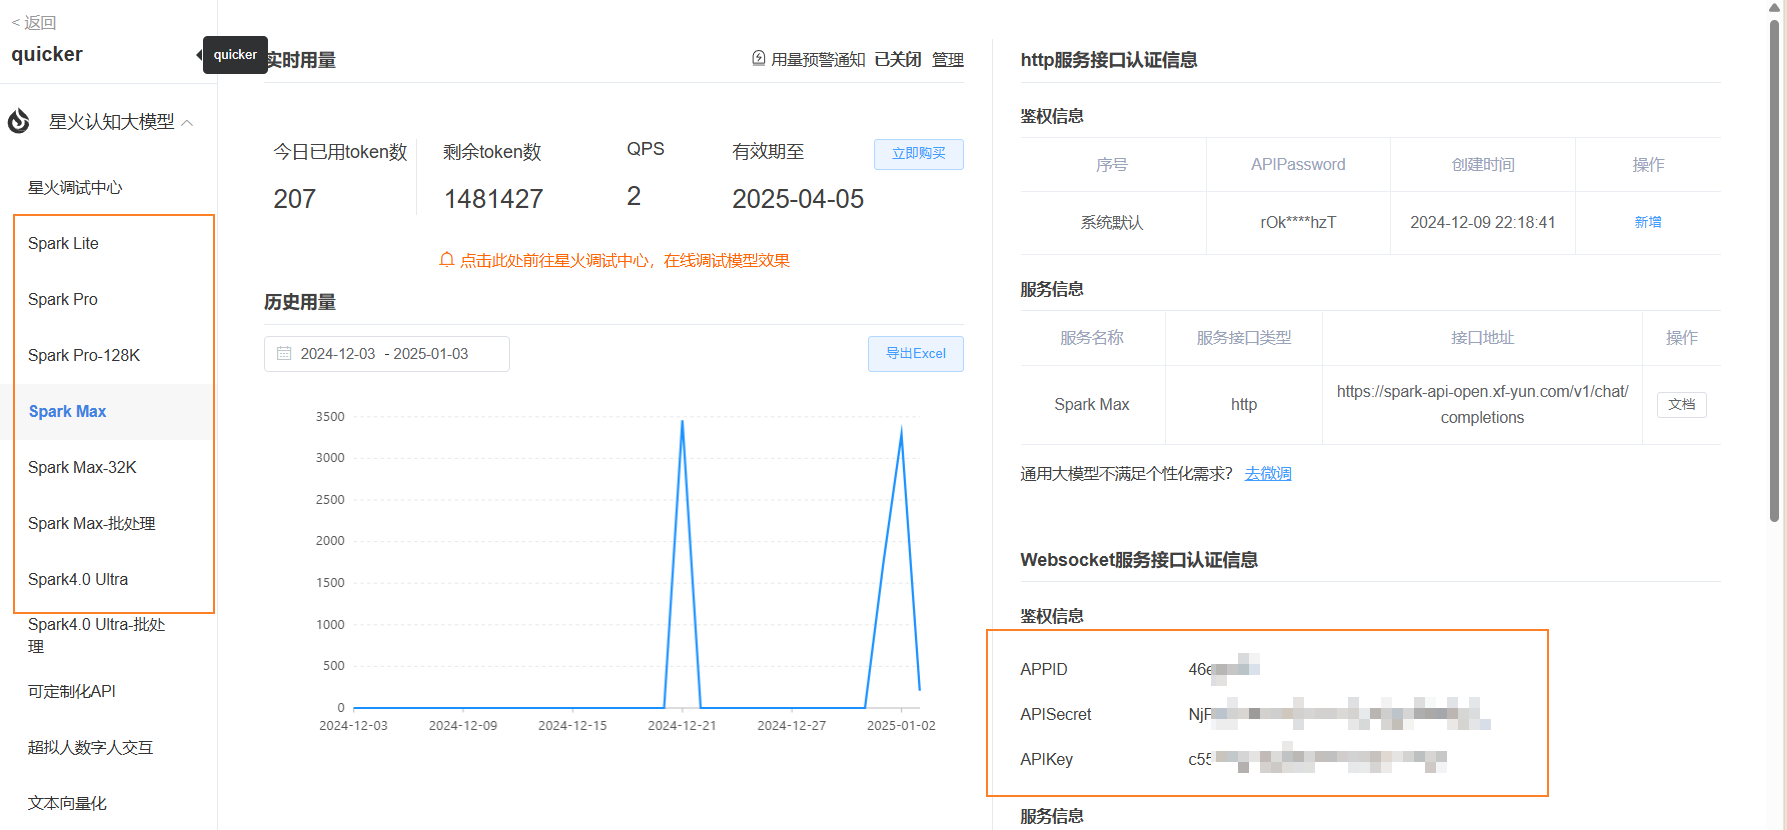 < 返回
quicker
quicker
星火认知大模型
星火调试中心
Spark Lite
Spark Pro
Spark Pro-128K
Spark Max
Spark Max-32K
Spark Max-批处理
Spark4.0 Ultra
Spark4.0 Ultra-批处
理
可定制化API
超拟人数字人交互
文本向量化
实时用量
用量预警通知 已关闭 管理
今日已用token数
207
剩余token数
1481427
QPS
2
有效期至
2025-04-05
立即购买
点击此处前往星火调试中心，在线调试模型效果
历史用量
2024-12-03 - 2025-01-03
导出Excel
3500
3000
2500
2000
1500
1000
500
0
2024-12-03 2024-12-09 2024-12-15 2024-12-21 2024-12-27 2025-01-02
http服务接口认证信息
鉴权信息
序号 APIPassword 创建时间 操作
系统默认 rOk****hzT 2024-12-09 22:18:41 新增
服务信息
服务名称 服务接口类型 接口地址 操作
Spark Max http https://spark-api-open.xf-yun.com/v1/chat/
completions 文档
通用大模型不满足个性化需求？ 去微调
Websocket服务接口认证信息
鉴权信息
APPID 46e
APISecret
APIKey c55
服务信息